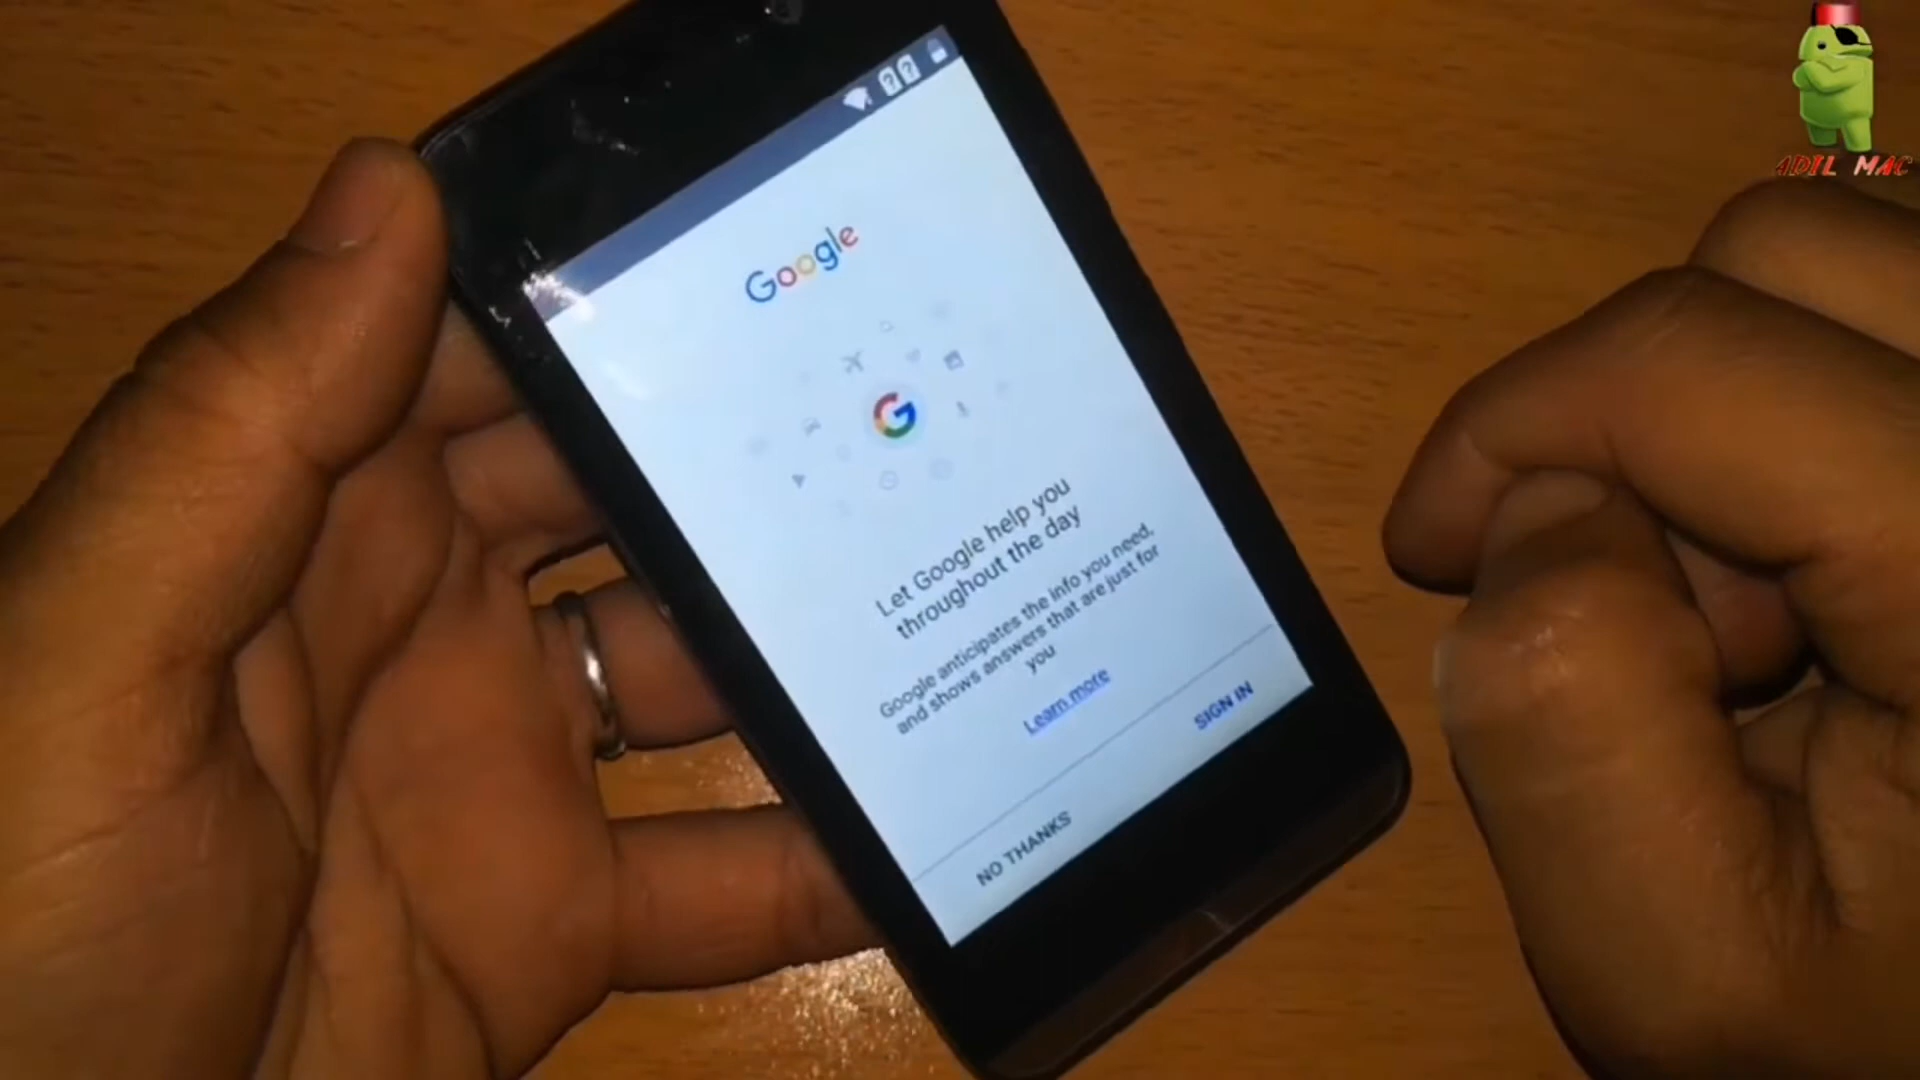 ADIL MAC
Google
G
Let Google help you
throughout the day
Google anticipates the info you need,
and shows answers that are just for
you
Learn more
NO THANKS
SIGN IN